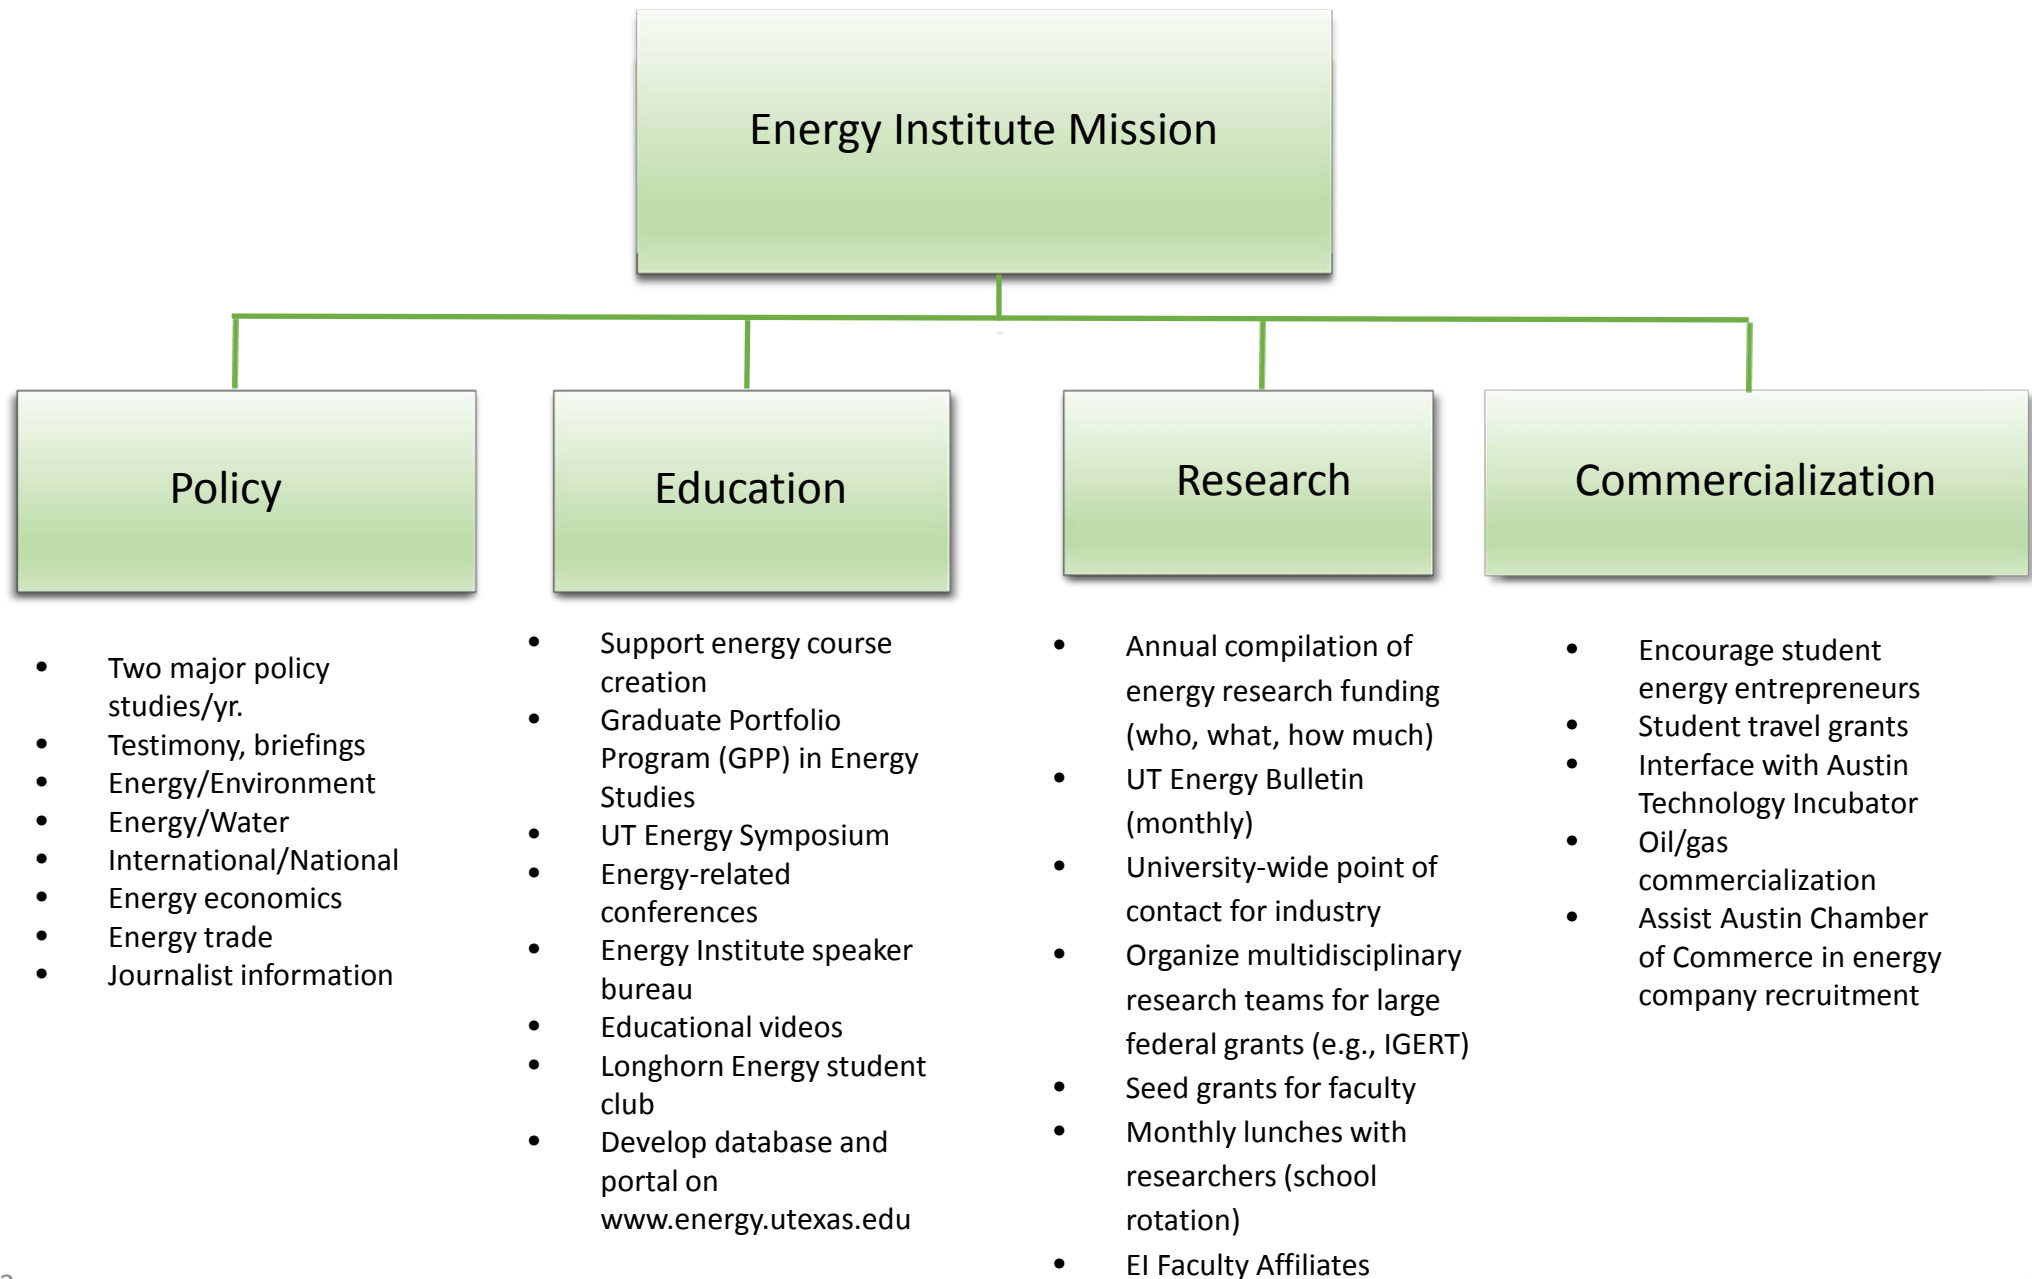 Energy Institute Mission
Policy
Education
Research
Commercialization
• Two major policy
studies/yr.
• Testimony, briefings
• Energy/Environment
• Energy/Water
• International/National
• Energy economics
• Energy trade
• Journalist information
• Support energy course
creation
• Graduate Portfolio
Program (GPP) in Energy
Studies
• UT Energy Symposium
• Energy-related
conferences
• Energy Institute speaker
bureau
• Educational videos
• Longhorn Energy student
club
• Develop database and
portal on
www.energy.utexas.edu
• Annual compilation of
energy research funding
(who, what, how much)
• UT Energy Bulletin
(monthly)
• University-wide point of
contact for industry
• Organize multidisciplinary
research teams for large
federal grants (e.g., IGERT)
• Seed grants for faculty
• Monthly lunches with
researchers (school
rotation)
• EI Faculty Affiliates
• Encourage student
energy entrepreneurs
• Student travel grants
• Interface with Austin
Technology Incubator
• Oil/gas
commercialization
• Assist Austin Chamber
of Commerce in energy
company recruitment